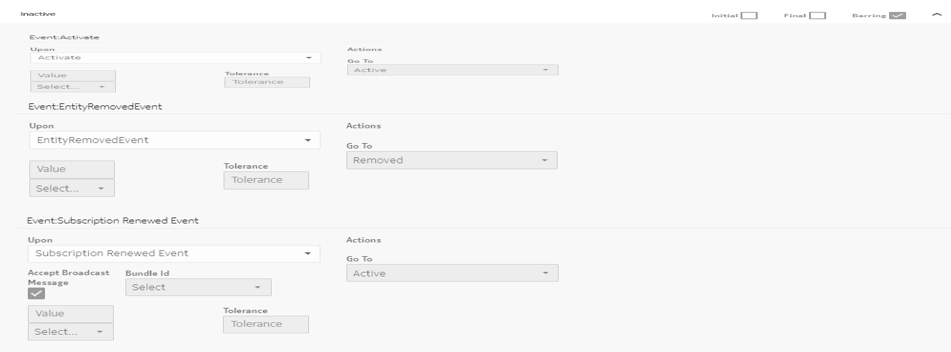 Inactive
Initial Final Barring
Event:Activate
Upon
Activate
Actions
Go To
Active
Value
Select...
Tolerance
Tolerance
Event:EntityRemovedEvent
Upon
EntityRemovedEvent
Actions
Go To
Removed
Value
Select...
Tolerance
Tolerance
Event:Subscription Renewed Event
Upon
Subscription Renewed Event
Actions
Go To
Active
Accept Broadcast
Message
Bundle Id
Select
Value
Select...
Tolerance
Tolerance